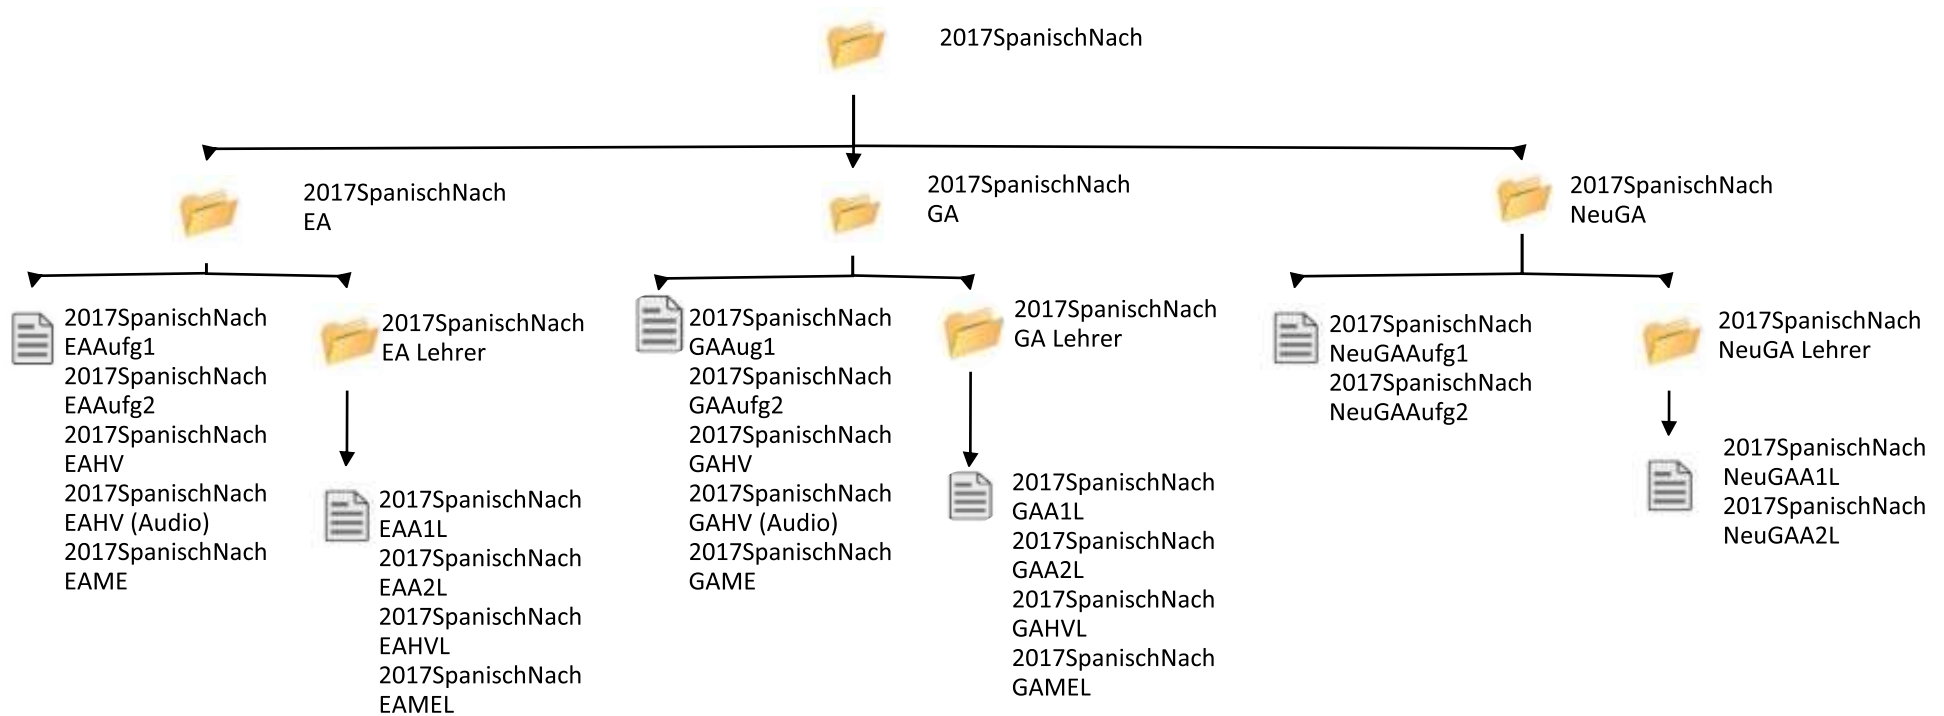 2017SpanischNach
2017SpanischNach
EA
2017SpanischNach
GA
2017SpanischNach
NeuGA
2017SpanischNach
EAAufg1
2017SpanischNach
EAAufg2
2017SpanischNach
EAHV
2017SpanischNach
EAHV (Audio)
2017SpanischNach
EAME
2017SpanischNach
EA Lehrer
2017SpanischNach
EAA1L
2017SpanischNach
EAA2L
2017SpanischNach
EAHVL
2017SpanischNach
EAMEL
2017SpanischNach
GAAug1
2017SpanischNach
GAAufg2
2017SpanischNach
GAHV
2017SpanischNach
GAHV (Audio)
2017SpanischNach
GAME
2017SpanischNach
GA Lehrer
2017SpanischNach
GAA1L
2017SpanischNach
GAA2L
2017SpanischNach
GAHVL
2017SpanischNach
GAMEL
2017SpanischNach
NeuGAAufg1
2017SpanischNach
NeuGAAufg2
2017SpanischNach
NeuGA Lehrer
2017SpanischNach
NeuGAA1L
2017SpanischNach
NeuGAA2L